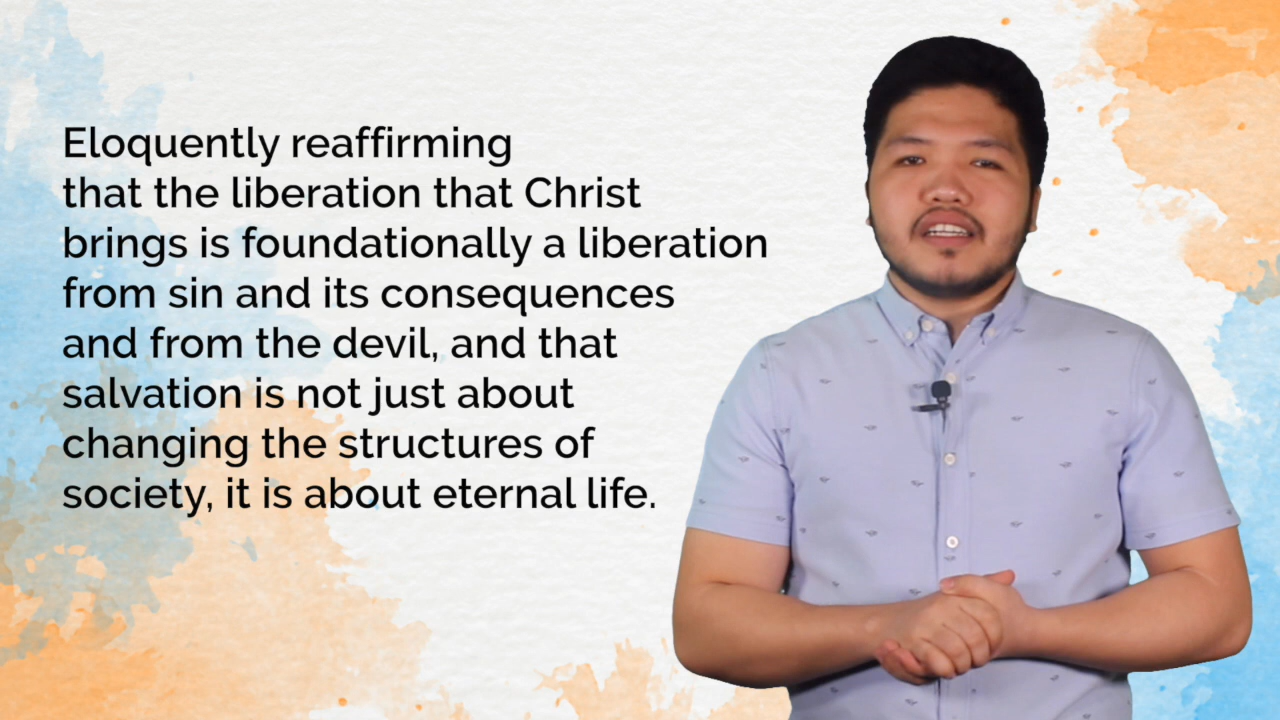 Eloquently reaffirming
that the liberation that Christ
brings is foundationally a liberation
from sin and its consequences
and from the devil, and that
salvation is not just about
changing the structures of
society, it is about eternal life.